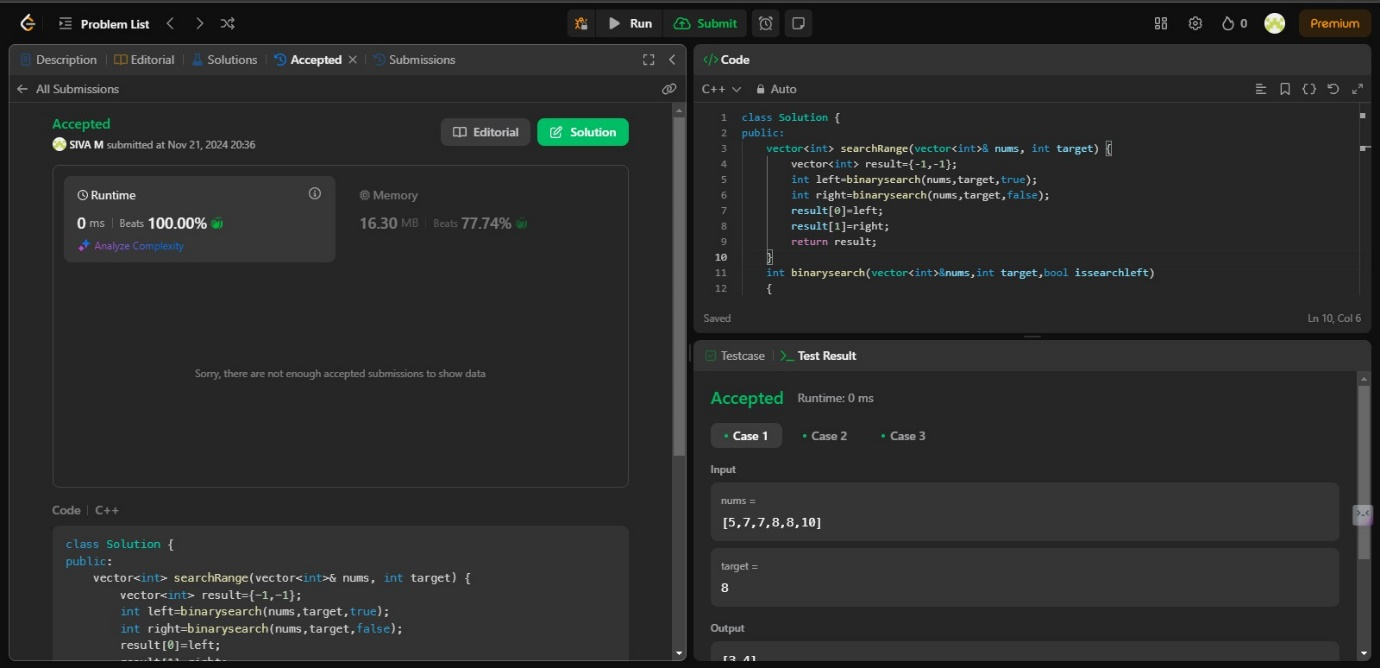 Problem List
Run
Submit
0
Premium
Description | Editorial | Solutions | Accepted | Submissions
All Submissions
Accepted
SIVA M submitted at Nov 21, 2024 20:36
Editorial
Solution
Runtime
0 ms | Beats 100.00%
Analyze Complexity
Memory
16.30 MB | Beats 77.74%
Sorry, there are not enough accepted submissions to show data
Code | C++
class Solution {
public:
    vector<int> searchRange(vector<int>& nums, int target) {
        vector<int> result={-1,-1};
        int left=binarysearch(nums,target,true);
        int right=binarysearch(nums,target,false);
        result[0]=left;
        result[1]=right;
</> Code
C++
Auto
1 class Solution {
2 public:
3     vector<int> searchRange(vector<int>& nums, int target) {
4         vector<int> result={-1,-1};
5         int left=binarysearch(nums,target,true);
6         int right=binarysearch(nums,target,false);
7         result[0]=left;
8         result[1]=right;
9         return result;
10     }
11     int binarysearch(vector<int>&nums,int target,bool issearchleft)
12     {
Saved
Ln 10, Col 6
Testcase | >_ Test Result
Accepted Runtime: 0 ms
• Case 1 • Case 2 • Case 3
Input
nums =
[5,7,7,8,8,10]
target =
8
Output
[3,4]